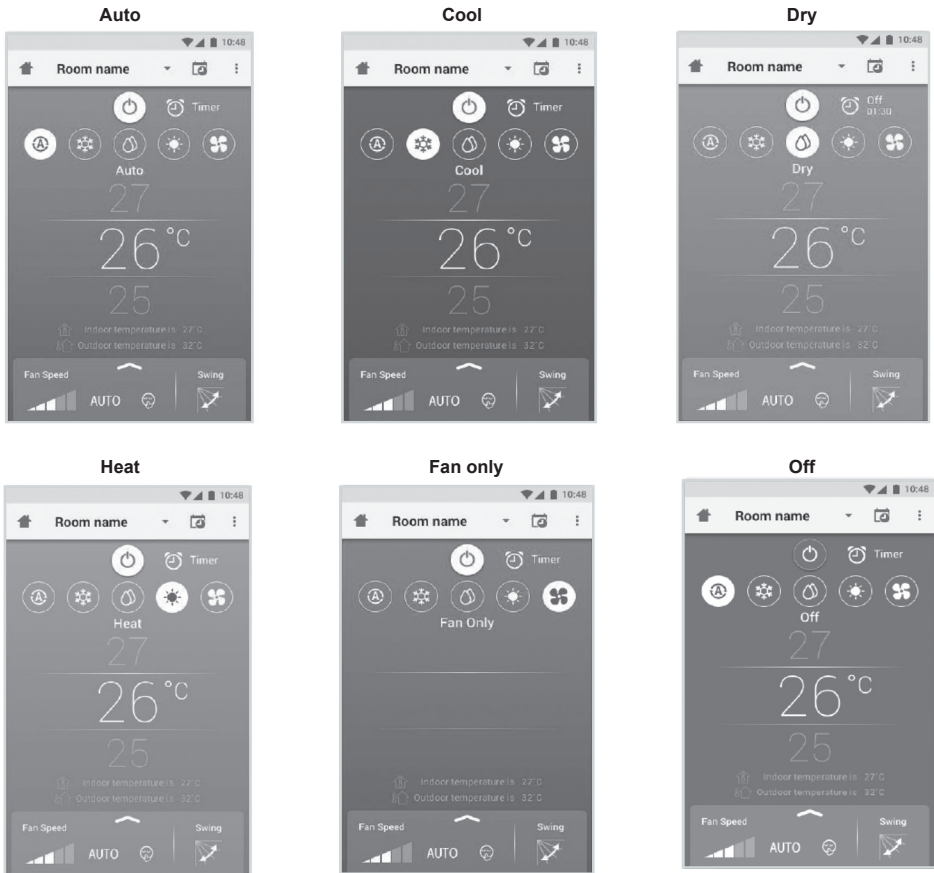 Auto
10:48
Room name
Timer
Auto
27
26°C
25
Indoor temperature is 27°C
Outdoor temperature is 32°C
Fan Speed
Swing
AUTO
Cool
10:48
Room name
Timer
Cool
27
26°C
25
Indoor temperature is 27°C
Outdoor temperature is 32°C
Fan Speed
Swing
AUTO
Dry
10:48
Room name
Off
01:30
Dry
27
26°C
25
Indoor temperature is 27°C
Outdoor temperature is 32°C
Fan Speed
Swing
AUTO
Heat
10:48
Room name
Timer
Heat
27
26°C
25
Indoor temperature is 27°C
Outdoor temperature is 32°C
Fan Speed
Swing
AUTO
Fan only
10:48
Room name
Timer
Fan Only
Indoor temperature is 27°C
Outdoor temperature is 32°C
Fan Speed
Swing
AUTO
Off
10:48
Room name
Timer
Off
27
26°C
25
Indoor temperature is 27°C
Outdoor temperature is 32°C
Fan Speed
Swing
AUTO